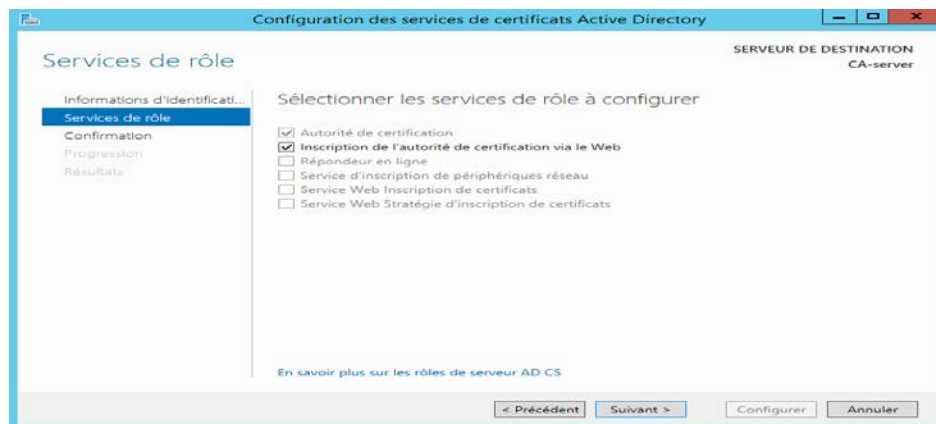 Configuration des services de certificats Active Directory
Services de rôle
SERVEUR DE DESTINATION
CA-server
Informations d'identificati...
Services de rôle
Confirmation
Progression
Résultats
Sélectionner les services de rôle à configurer
Autorité de certification
Inscription de l'autorité de certification via le Web
Répondeur en ligne
Service d'inscription de périphériques réseau
Service Web Inscription de certificats
Service Web Stratégie d'inscription de certificats
En savoir plus sur les rôles de serveur AD CS
< Précédent
Suivant >
Configurer
Annuler